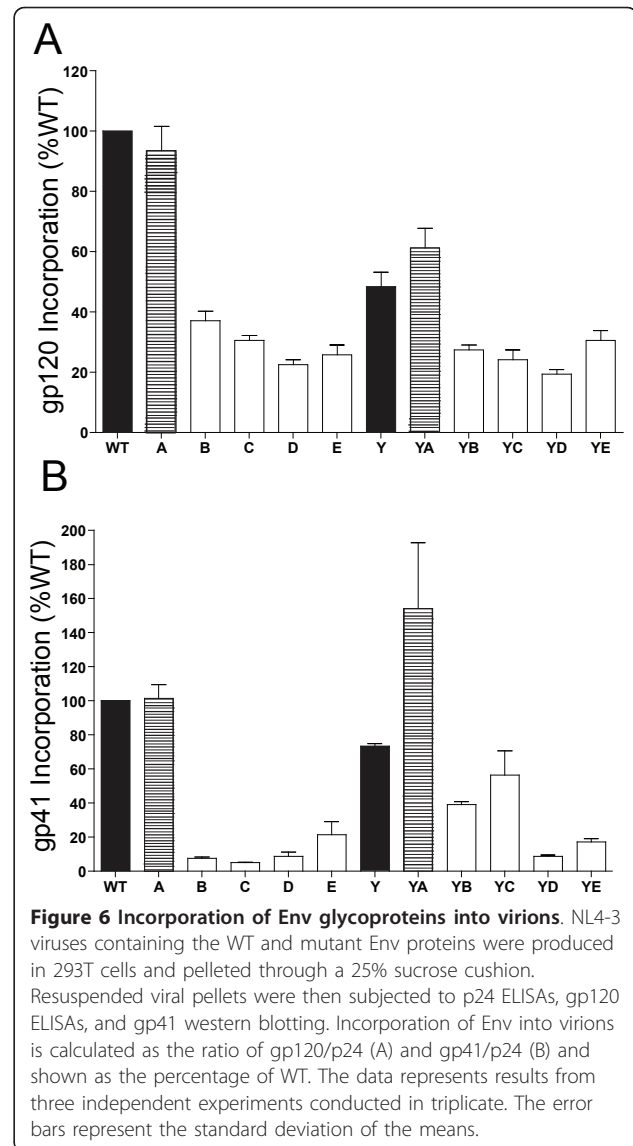 A
gp120 Incorporation (%WT)
120
100
80
60
40
20
0
WT A B C D E Y YA YB YC YD YE
B
gp41 Incorporation (%WT)
200
180
160
140
120
100
80
60
40
20
0
WT A B C D E Y YA YB YC YD YE
Figure 6 Incorporation of Env glycoproteins into virions. NL4-3
viruses containing the WT and mutant Env proteins were produced
in 293T cells and pelleted through a 25% sucrose cushion.
Resuspended viral pellets were then subjected to p24 ELISAs, gp120
ELISAs, and gp41 western blotting. Incorporation of Env into virions
is calculated as the ratio of gp120/p24 (A) and gp41/p24 (B) and
shown as the percentage of WT. The data represents results from
three independent experiments conducted in triplicate. The error
bars represent the standard deviation of the means.